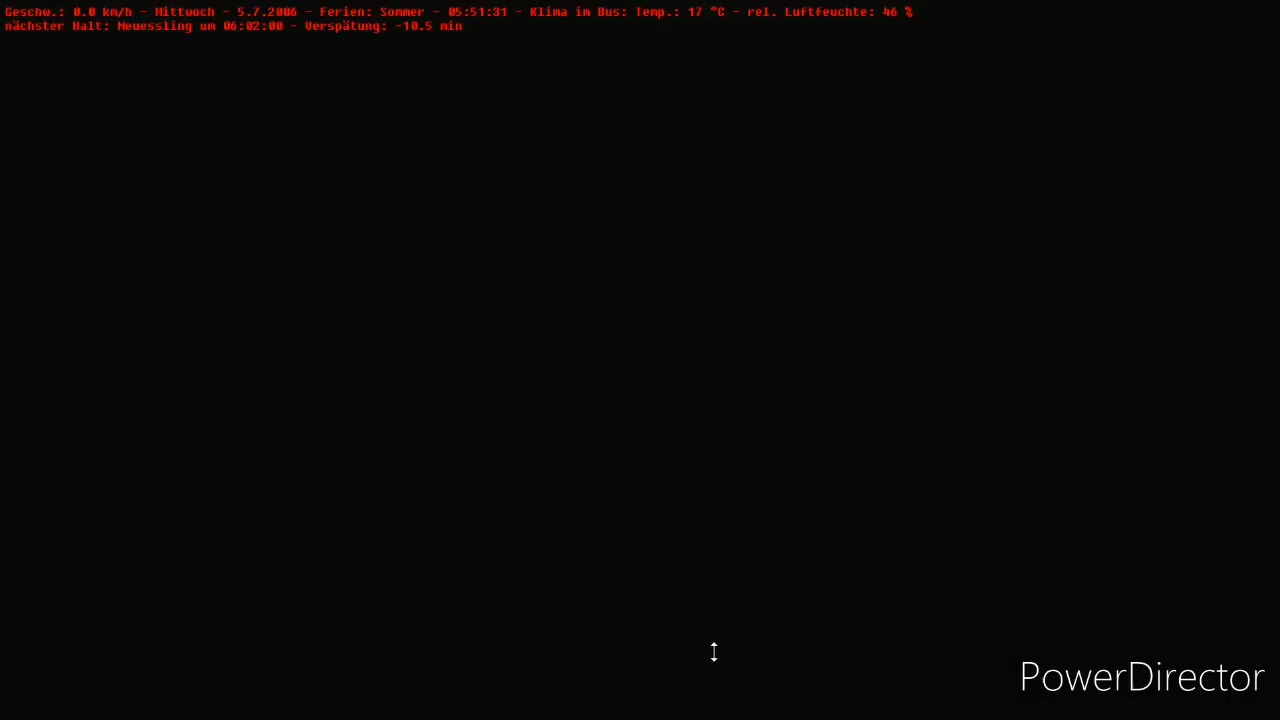 Geschw.: 0.0 km/h - Mittwoch - 5.7.2006 - Ferien: Sommer - 05:51:31 - Klima im Bus: Temp.: 17 °C - rel. Luftfeuchte: 46 %
nächster Halt: Neuessling um 06:02:00 - Verspätung: -10.5 min
PowerDirector